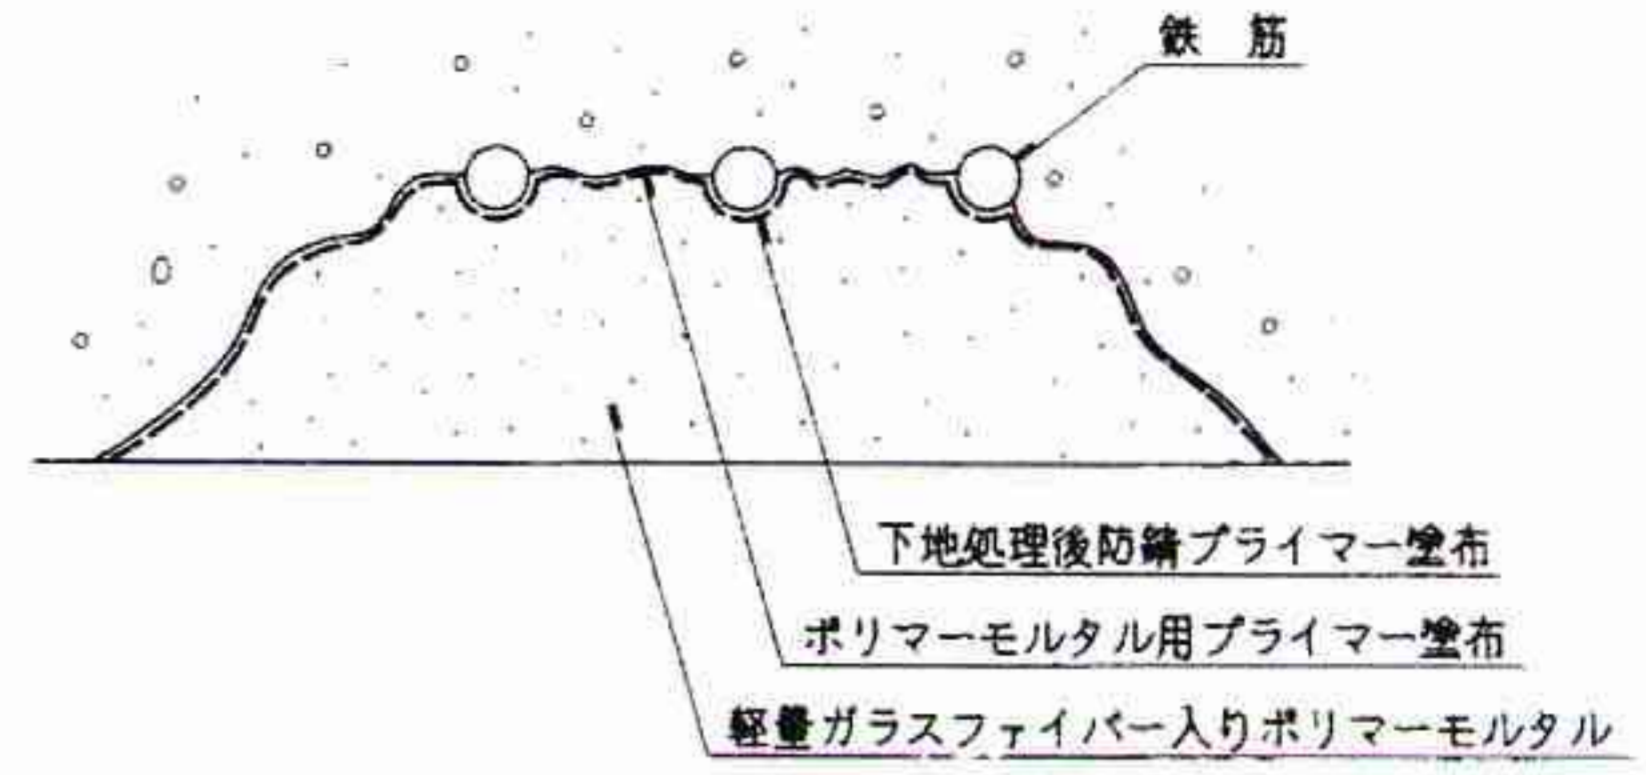 鉄 筋
下地処理後防錆プライマー塗布
ポリマーモルタル用プライマー塗布
軽量ガラスファイバー入りポリマーモルタル